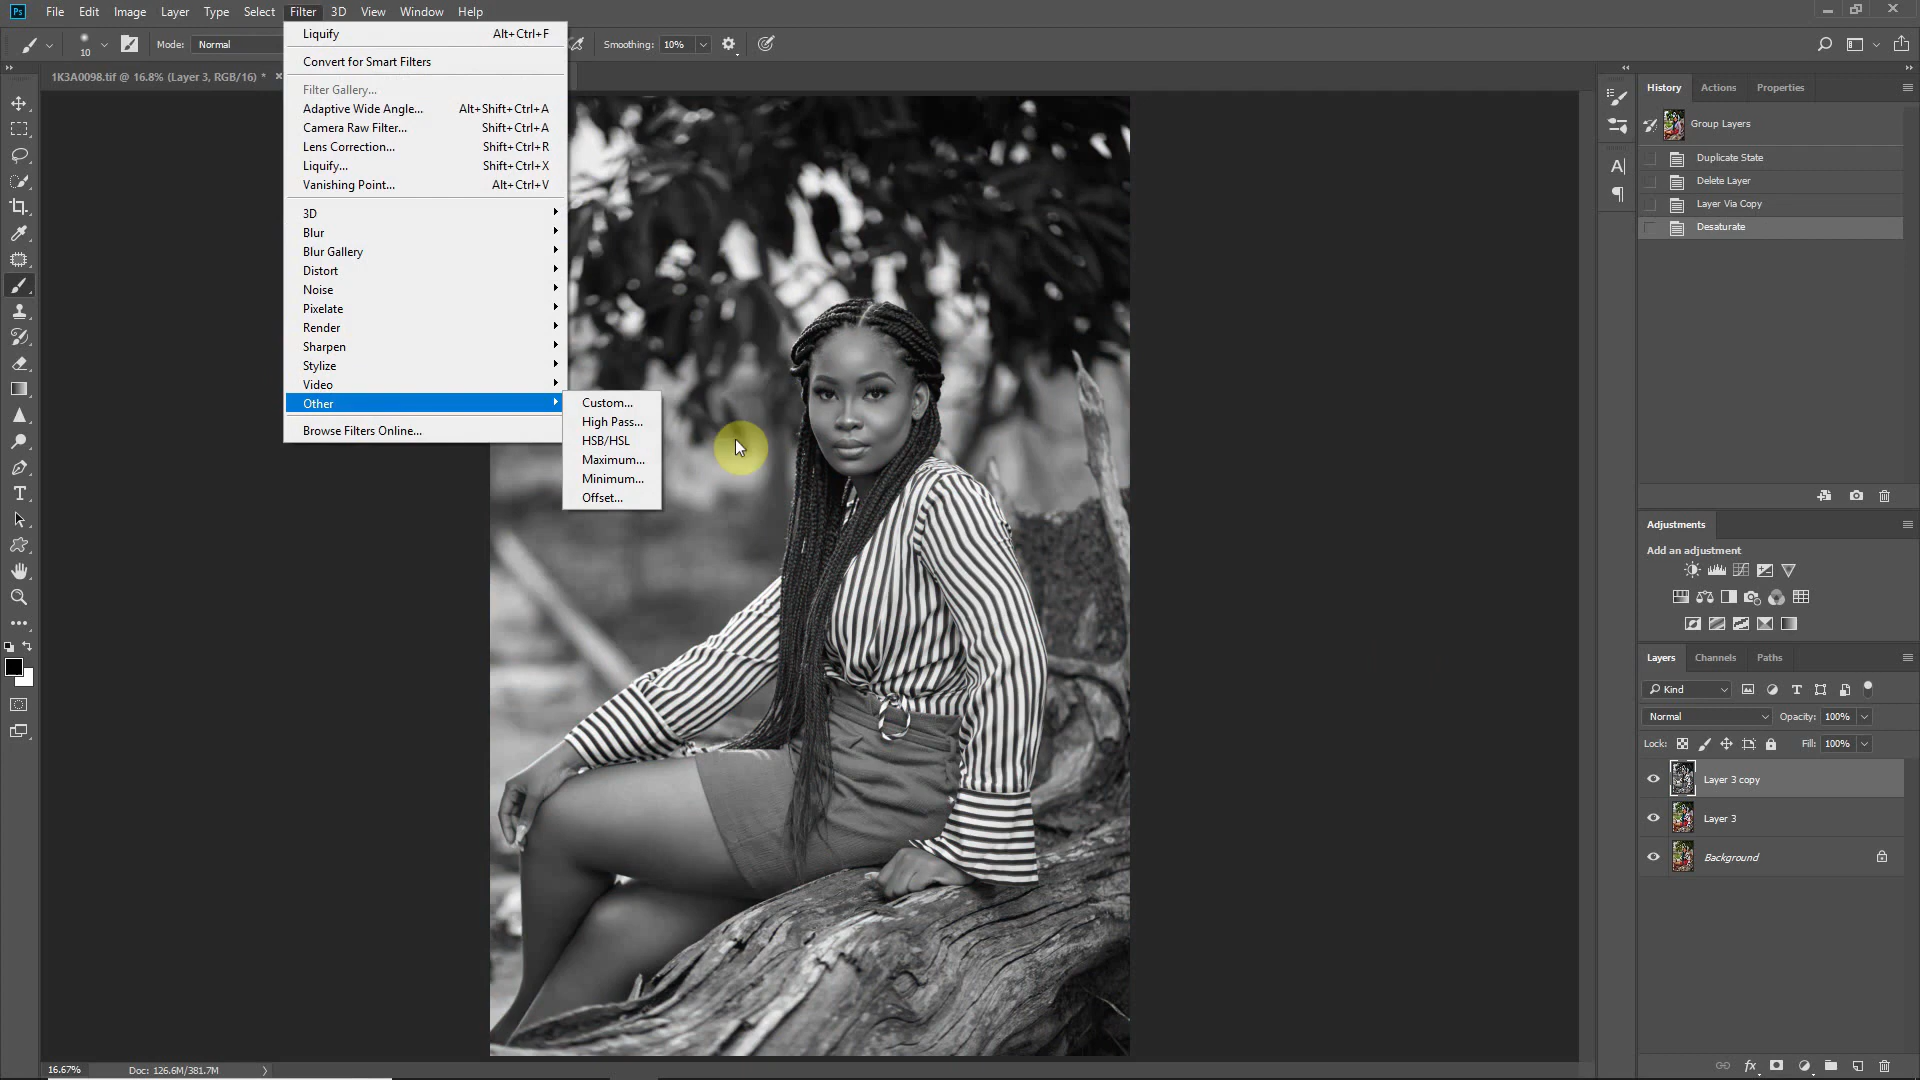 Ps File Edit Image Layer Type Select Filter 3D View Window Help
10 Mode: Normal Smoothing: 10%
1K3A0098.tif @ 16.8% (Layer 3, RGB/16) *
Liquify Alt+Ctrl+F
Convert for Smart Filters
Filter Gallery...
Adaptive Wide Angle... Alt+Shift+Ctrl+A
Camera Raw Filter... Shift+Ctrl+A
Lens Correction... Shift+Ctrl+R
Liquify... Shift+Ctrl+X
Vanishing Point... Alt+Ctrl+V
3D
Blur
Blur Gallery
Distort
Noise
Pixelate
Render
Sharpen
Stylize
Video
Other
Browse Filters Online...
Custom...
High Pass...
HSB/HSL
Maximum...
Minimum...
Offset...
History Actions Properties
Group Layers
Duplicate State
Delete Layer
Layer Via Copy
Desaturate
Adjustments
Add an adjustment
Layers Channels Paths
Kind
Normal Opacity: 100%
Lock: Fill: 100%
Layer 3 copy
Layer 3
Background
fx
16.67% Doc: 126.6M/381.7M